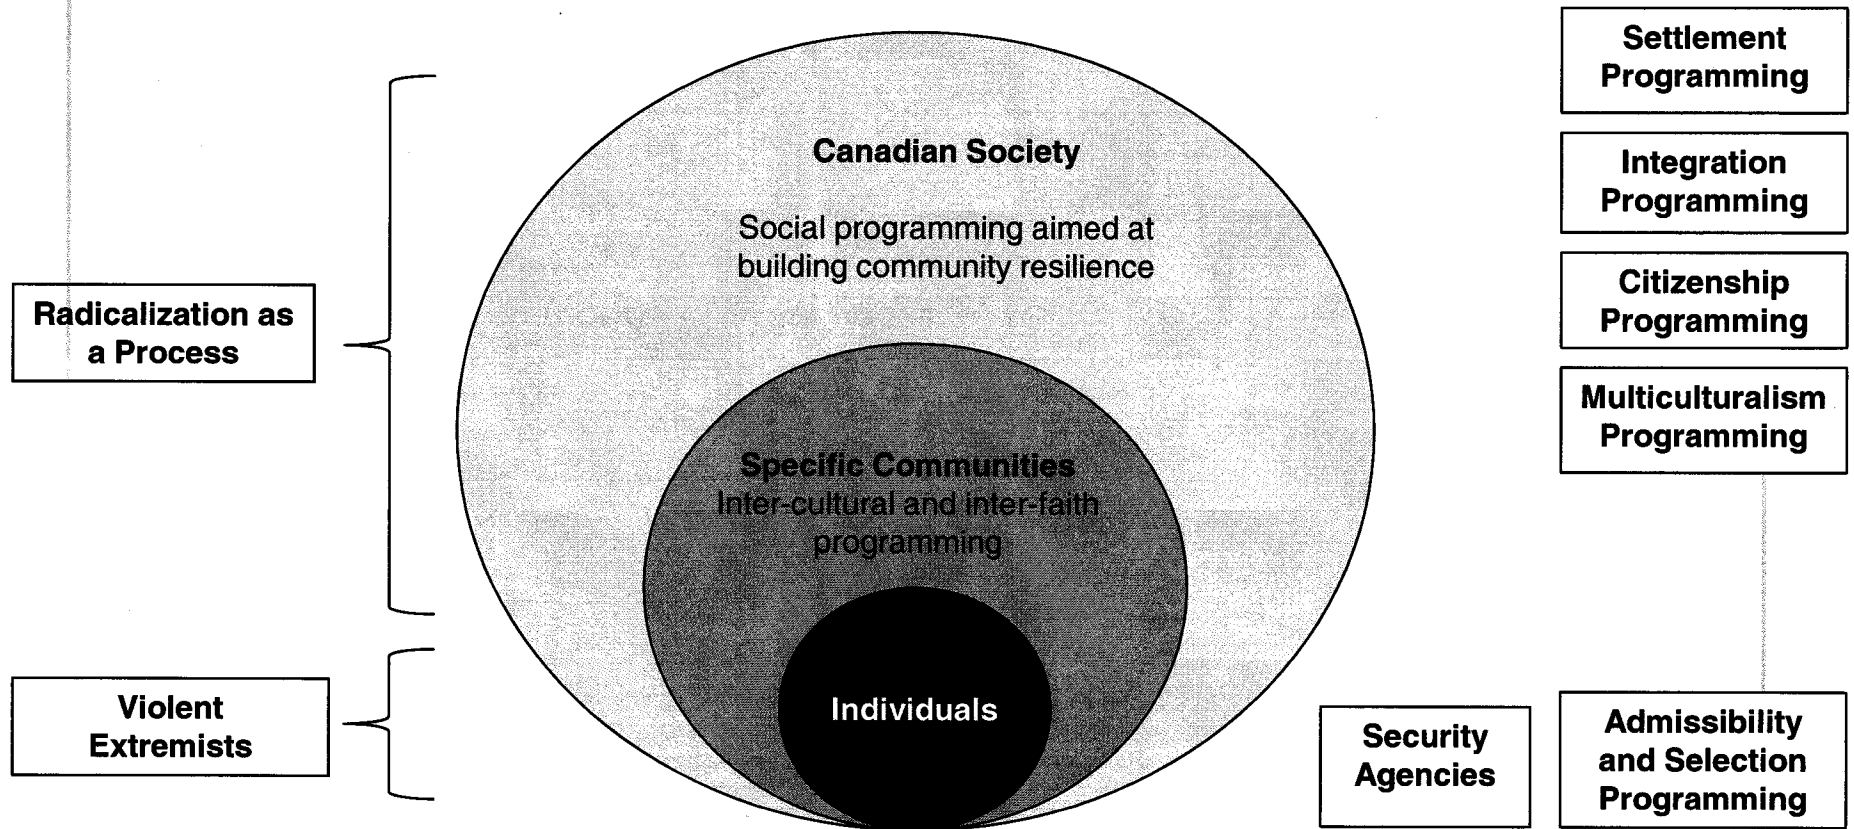 Radicalization as
a Process
Violent
Extremists
Canadian Society
Social programming aimed at
building community resilience
Specific Communities
Inter-cultural and inter-faith
programming
Individuals
Settlement
Programming
Integration
Programming
Citizenship
Programming
Multiculturalism
Programming
Security
Agencies
Admissibility
and Selection
Programming